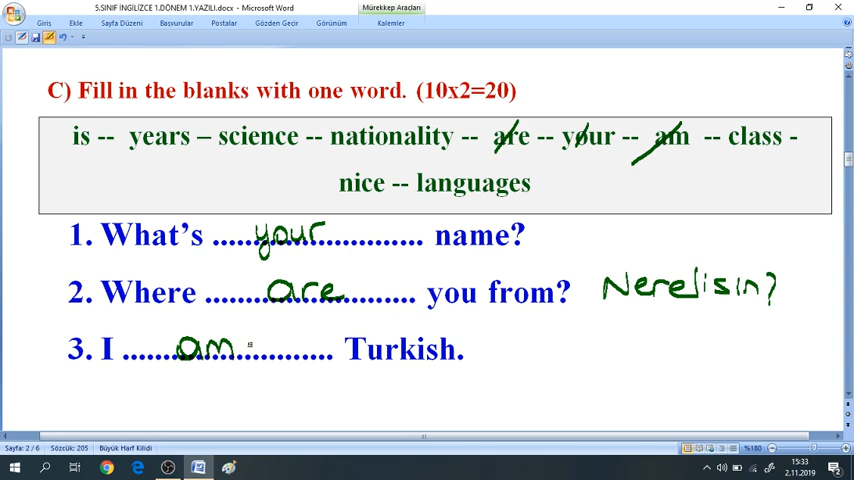 5.SINIF İNGİLİZCE 1.DÖNEM 1.YAZILI.docx - Microsoft Word
Mürekkep Araçları
Giriş Ekle Sayfa Düzeni Başvurular Postalar Gözden Geçir Görünüm Kalemler
C) Fill in the blanks with one word. (10x2=20)
is -- years – science -- nationality -- are -- your -- am -- class -
nice -- languages
1. What's ......your........................ name?
2. Where ........are.................... you from? Nerelisin?
3. I .......am.................... Turkish.
Sayfa: 2 / 6 Sözcük: 205 Büyük Harf Kilidi %180
15:33
2.11.2019
2